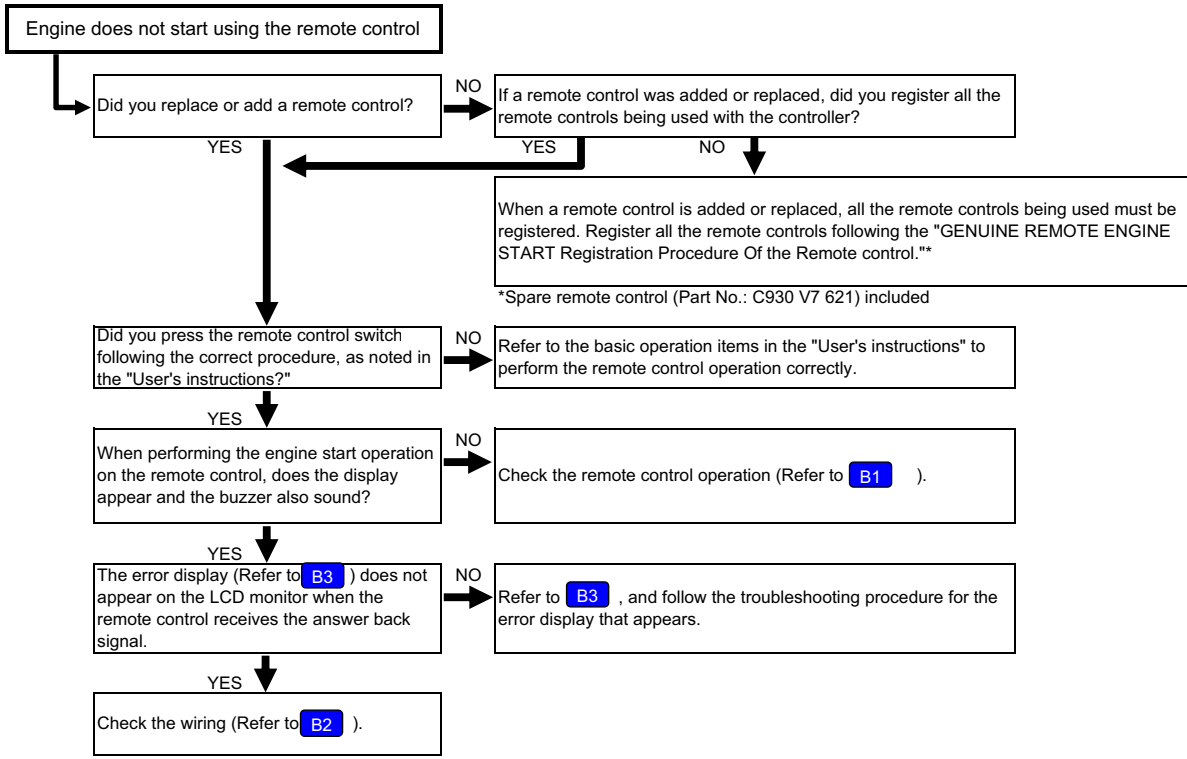 Engine does not start using the remote control
Did you replace or add a remote control?
NO
If a remote control was added or replaced, did you register all the
remote controls being used with the controller?
YES
YES
NO
When a remote control is added or replaced, all the remote controls being used must be
registered. Register all the remote controls following the "GENUINE REMOTE ENGINE
START Registration Procedure Of the Remote control."*
*Spare remote control (Part No.: C930 V7 621) included
Did you press the remote control switch
following the correct procedure, as noted in
the "User's instructions?"
NO
Refer to the basic operation items in the "User's instructions" to
perform the remote control operation correctly.
YES
When performing the engine start operation
on the remote control, does the display
appear and the buzzer also sound?
NO
Check the remote control operation (Refer to B1 ).
YES
The error display (Refer to B3 ) does not
appear on the LCD monitor when the
remote control receives the answer back
signal.
NO
Refer to B3 , and follow the troubleshooting procedure for the
error display that appears.
YES
Check the wiring (Refer to B2 ).